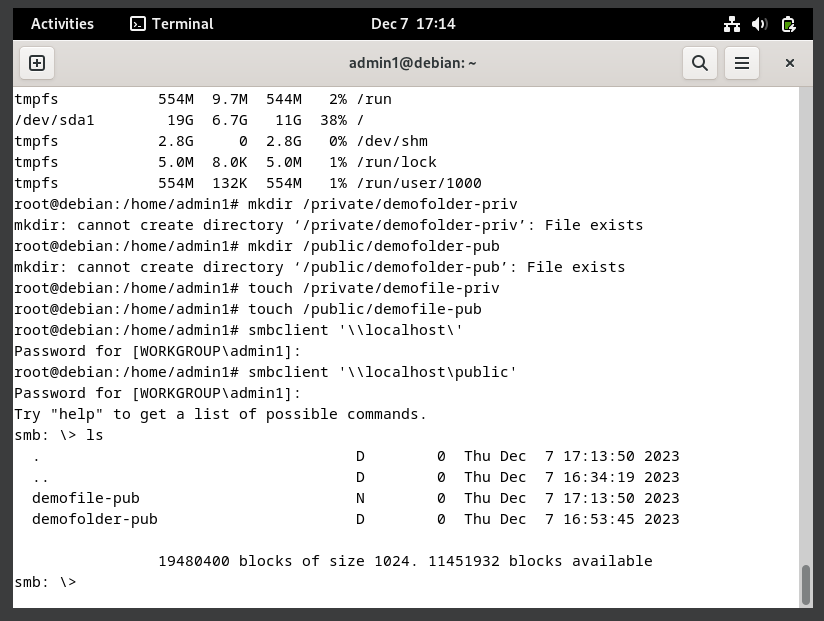 Activities Terminal Dec 7 17:14
admin1@debian: ~
tmpfs 554M 9.7M 544M 2% /run
/dev/sda1 19G 6.7G 11G 38% /
tmpfs 2.8G 0 2.8G 0% /dev/shm
tmpfs 5.0M 8.0K 5.0M 1% /run/lock
tmpfs 554M 132K 554M 1% /run/user/1000
root@debian:/home/admin1# mkdir /private/demofolder-priv
mkdir: cannot create directory ‘/private/demofolder-priv’: File exists
root@debian:/home/admin1# mkdir /public/demofolder-pub
mkdir: cannot create directory ‘/public/demofolder-pub’: File exists
root@debian:/home/admin1# touch /private/demofile-priv
root@debian:/home/admin1# touch /public/demofile-pub
root@debian:/home/admin1# smbclient '\\localhost\'
Password for [WORKGROUP\admin1]:
root@debian:/home/admin1# smbclient '\\localhost\public'
Password for [WORKGROUP\admin1]:
Try "help" to get a list of possible commands.
smb: \> ls
. D 0 Thu Dec 7 17:13:50 2023
.. D 0 Thu Dec 7 16:34:19 2023
demofile-pub N 0 Thu Dec 7 17:13:50 2023
demofolder-pub D 0 Thu Dec 7 16:53:45 2023
19480400 blocks of size 1024. 11451932 blocks available
smb: \>